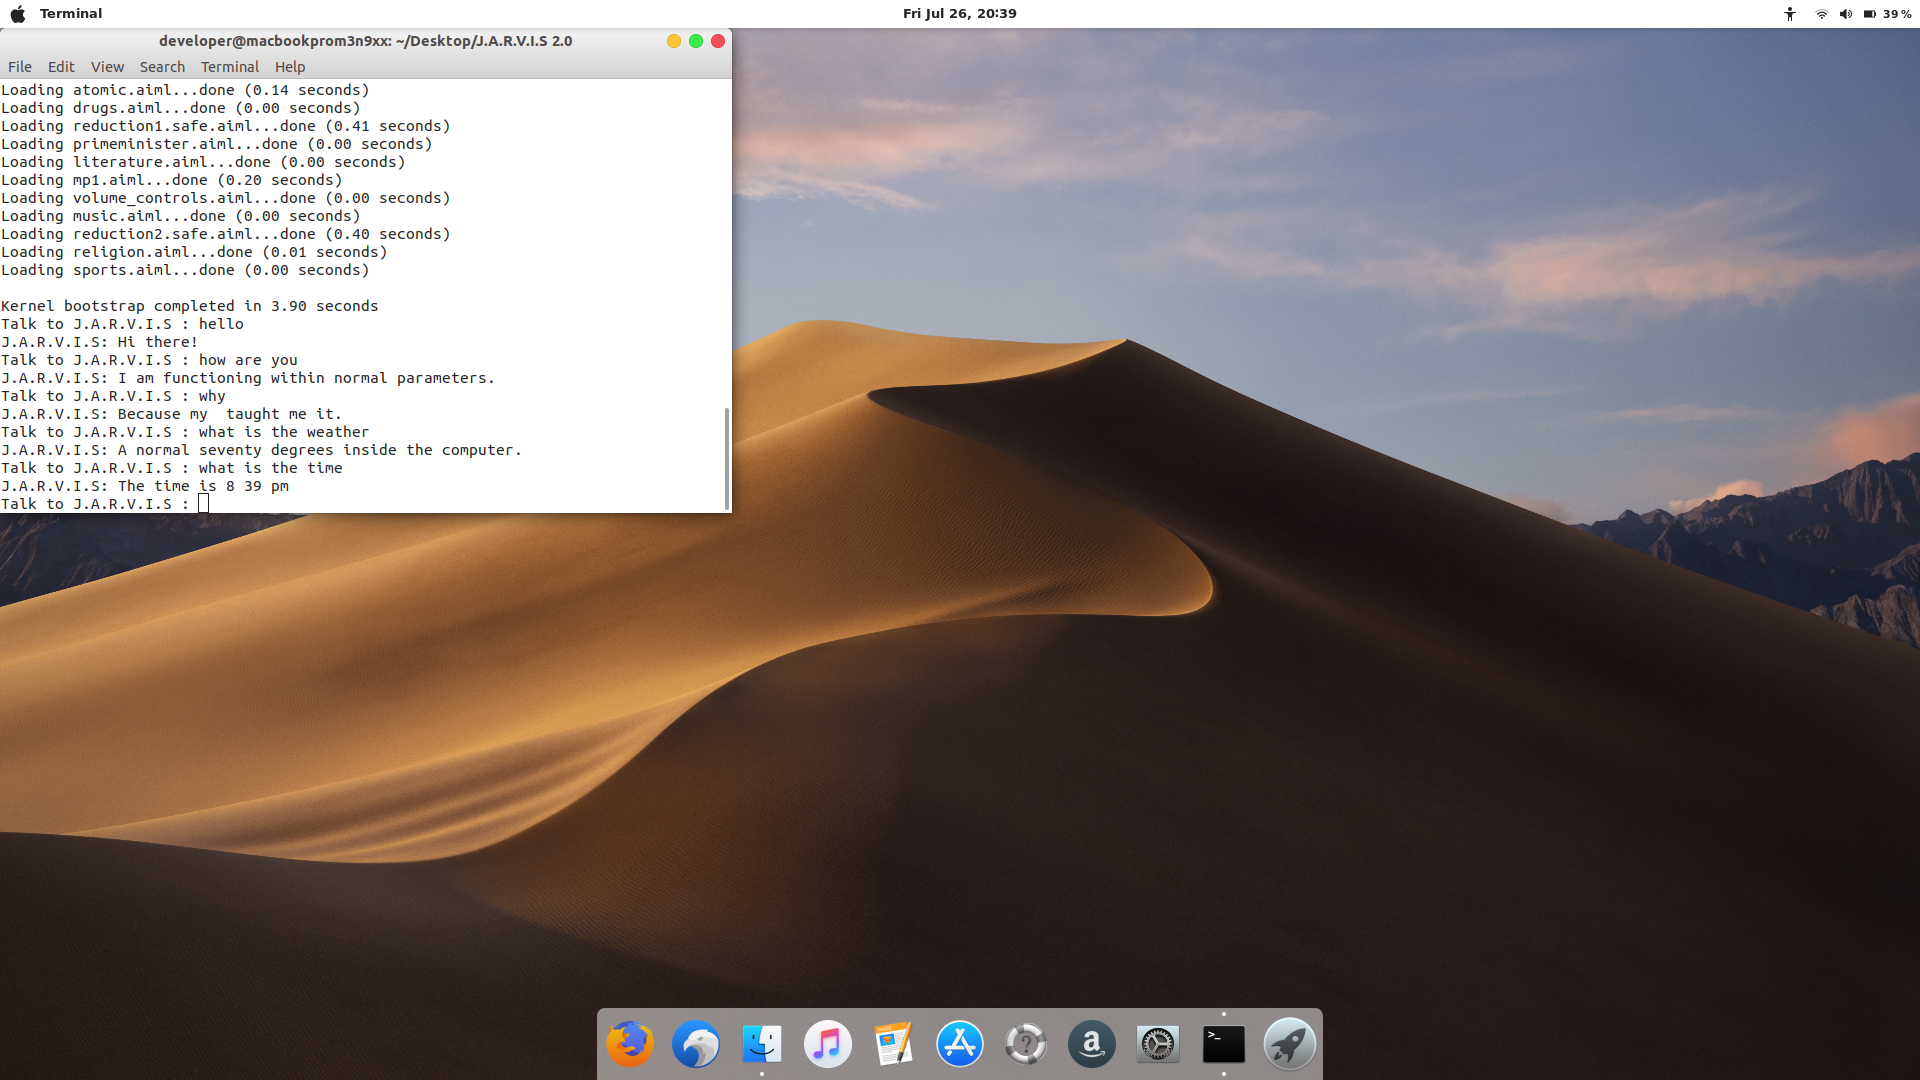 Terminal
Fri Jul 26, 20:39
39 %
developer@macbookprom3n9xx: ~/Desktop/J.A.R.V.I.S 2.0
File Edit View Search Terminal Help
Loading atomic.aiml...done (0.14 seconds)
Loading drugs.aiml...done (0.00 seconds)
Loading reduction1.safe.aiml...done (0.41 seconds)
Loading primeminister.aiml...done (0.00 seconds)
Loading literature.aiml...done (0.00 seconds)
Loading mp1.aiml...done (0.20 seconds)
Loading volume_controls.aiml...done (0.00 seconds)
Loading music.aiml...done (0.00 seconds)
Loading reduction2.safe.aiml...done (0.40 seconds)
Loading religion.aiml...done (0.01 seconds)
Loading sports.aiml...done (0.00 seconds)
Kernel bootstrap completed in 3.90 seconds
Talk to J.A.R.V.I.S : hello
J.A.R.V.I.S: Hi there!
Talk to J.A.R.V.I.S : how are you
J.A.R.V.I.S: I am functioning within normal parameters.
Talk to J.A.R.V.I.S : why
J.A.R.V.I.S: Because my  taught me it.
Talk to J.A.R.V.I.S : what is the weather
J.A.R.V.I.S: A normal seventy degrees inside the computer.
Talk to J.A.R.V.I.S : what is the time
J.A.R.V.I.S: The time is 8 39 pm
Talk to J.A.R.V.I.S :
?
a
>_